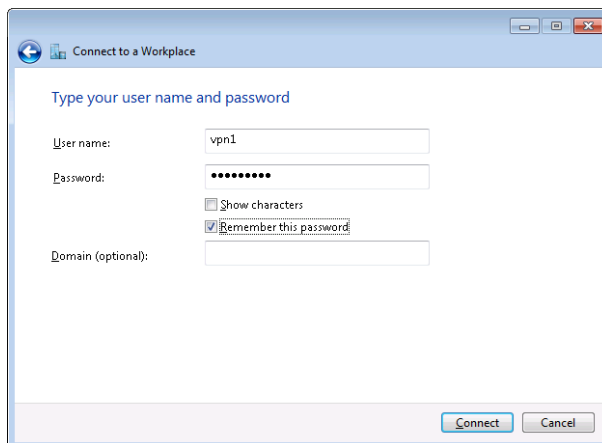 Connect to a Workplace
Type your user name and password
User name: vpn1
Password: •••••••••
Show characters
Remember this password
Domain (optional):
Connect Cancel